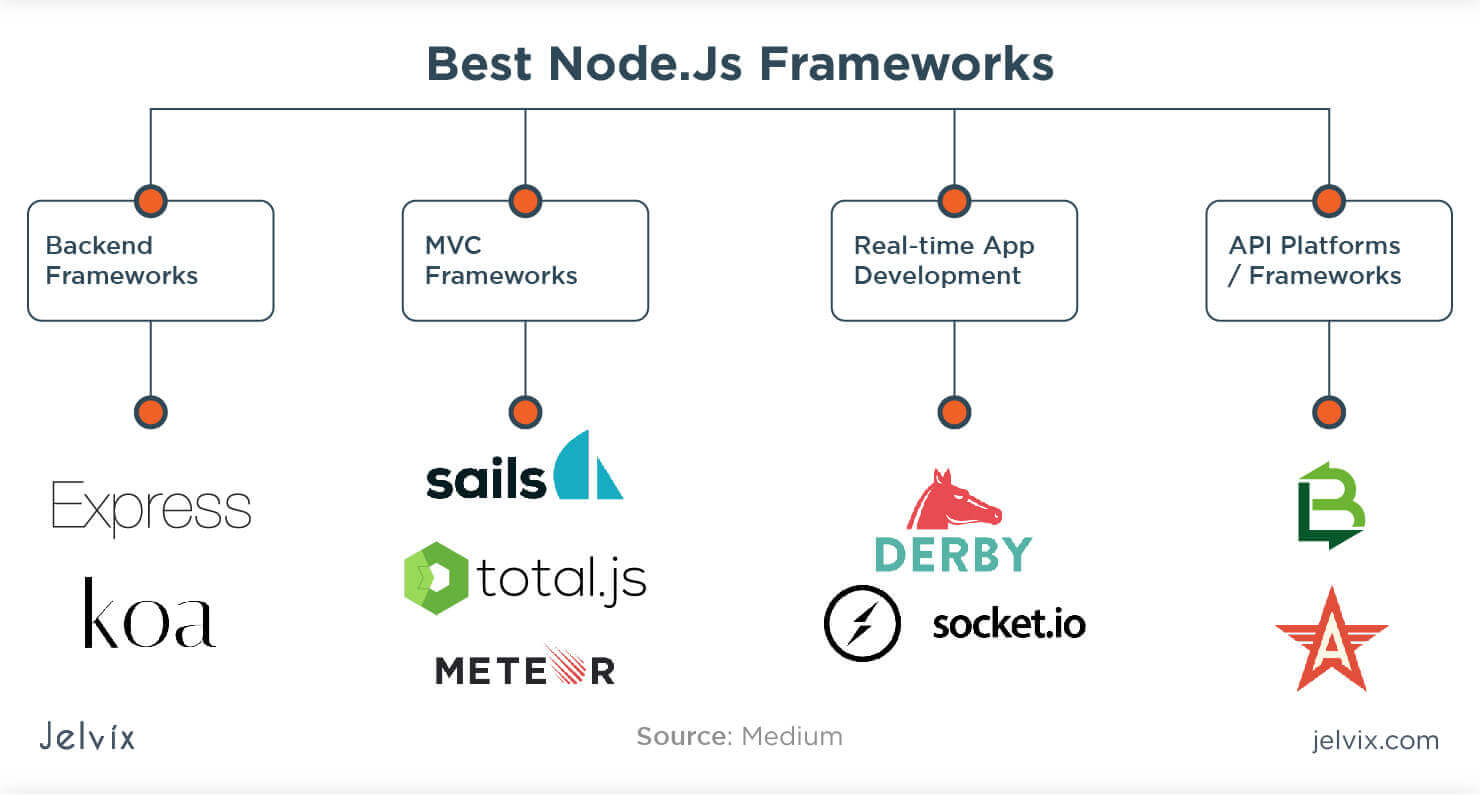 Best Node.Js Frameworks
Backend
Frameworks
MVC
Frameworks
Real-time App
Development
API Platforms
/ Frameworks
Express
koa
sails
total.js
METEOR
DERBY
socket.io
B
A
Jelvix
Source: Medium
jelvix.com